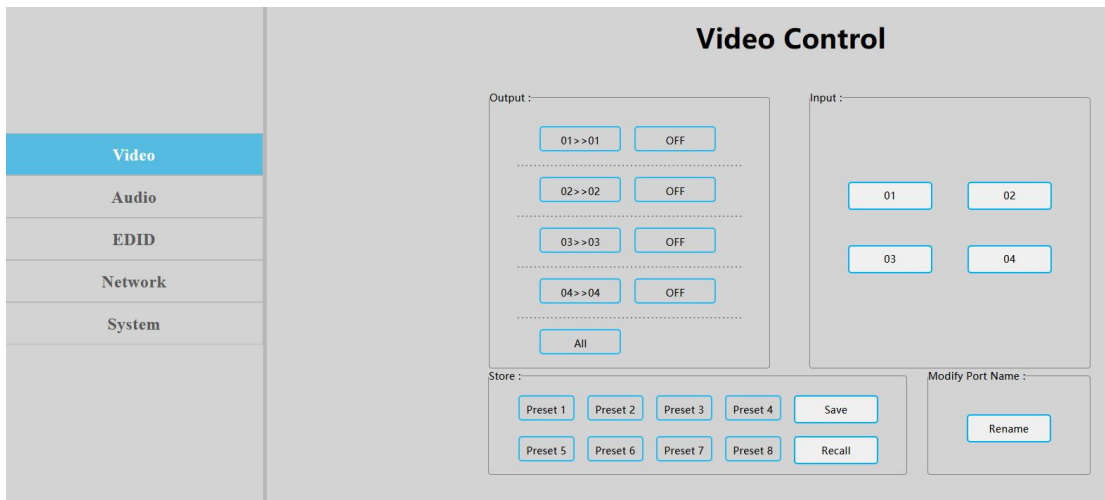 Video Control
Video
Audio
EDID
Network
System
Output :
01>>01 OFF
02>>02 OFF
03>>03 OFF
04>>04 OFF
All
Input :
01 02
03 04
Store :
Preset 1 Preset 2 Preset 3 Preset 4 Save
Preset 5 Preset 6 Preset 7 Preset 8 Recall
Modify Port Name :
Rename